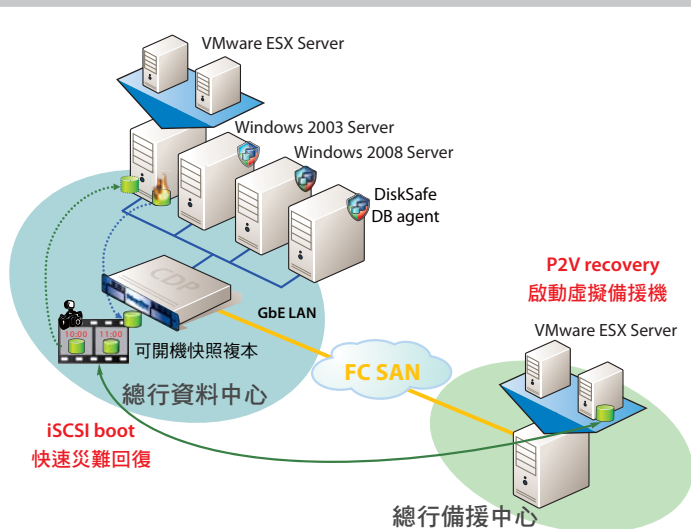 VMware ESX Server
Windows 2003 Server
Windows 2008 Server
DiskSafe
DB agent
CDP
GbE LAN
10:00
11:00
可開機快照複本
總行資料中心
iSCSI boot
快速災難回復
FC SAN
P2V recovery
啟動虛擬備援機
VMware ESX Server
總行備援中心